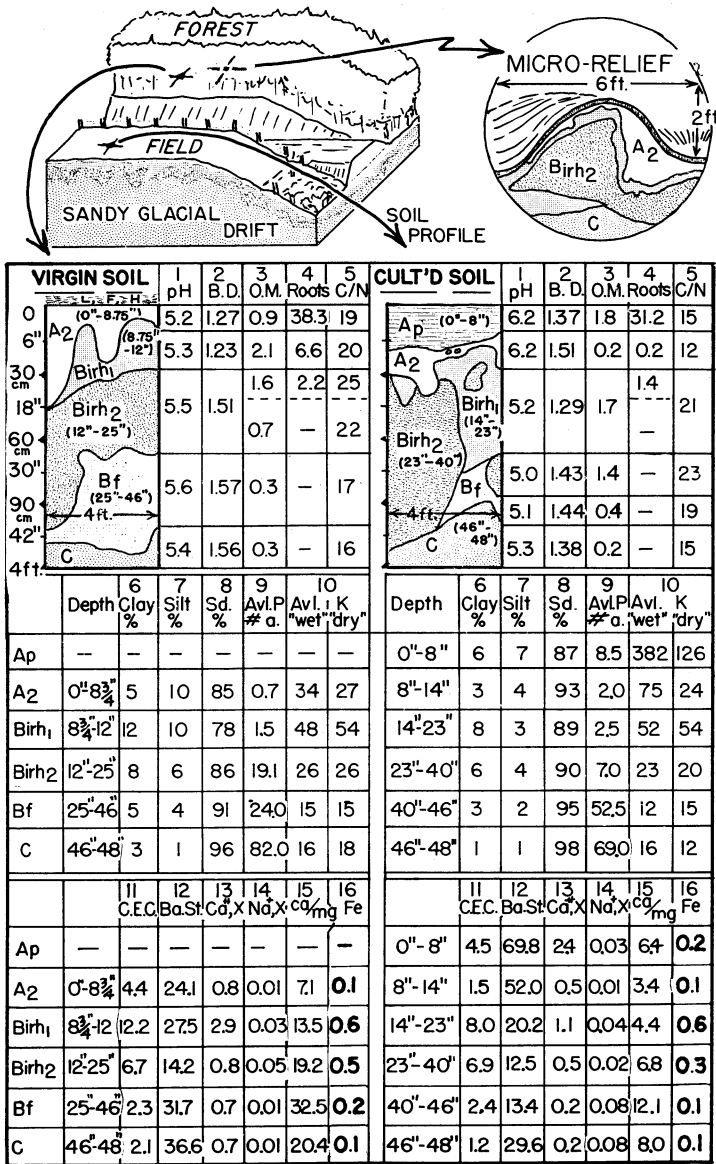 FOREST
MICRO-RELIEF
6 ft.
2 ft
A2
Birh2
C
FIELD
SANDY GLACIAL DRIFT
SOIL PROFILE
VIRGIN SOIL 1 pH 2 B.D. 3 O.M. 4 Roots 5 C/N
L F H
0 A2 (0"-8.75") 5.2 1.27 0.9 38.3 19
6" Birh1 (8.75"-12") 5.3 1.23 2.1 6.6 20
30 cm 1.6 2.2 25
18" Birh2 (12"-25") 5.5 1.51 0.7 — 22
60 cm
30" Bf (25"-46") 5.6 1.57 0.3 — 17
90 cm 4ft.
42" C 5.4 1.56 0.3 — 16
4ft.
CULT'D SOIL 1 pH 2 B.D. 3 O.M. 4 Roots 5 C/N
Ap (0"-8") 6.2 1.37 1.8 31.2 15
A2 6.2 1.51 0.2 0.2 12
Birh1 (14"-23") 5.2 1.29 1.7 1.4 — 21
Birh2 (23"-40")
Bf 5.0 1.43 1.4 — 23
4ft. 5.1 1.44 0.4 — 19
C (46"-48") 5.3 1.38 0.2 — 15
Depth 6 Clay % 7 Silt % 8 Sd. % 9 Avl.P # a. 10 Avl. K "wet" "dry"
Ap — — — — — — —
A2 0"-8¾" 5 10 85 0.7 34 27
Birh1 8¾"-12" 12 10 78 1.5 48 54
Birh2 12"-25" 8 6 86 19.1 26 26
Bf 25"-46" 5 4 91 24.0 15 15
C 46"-48" 3 1 96 82.0 16 18
Depth 6 Clay % 7 Silt % 8 Sd. % 9 Avl.P # a. 10 Avl. K "wet" "dry"
0"-8" 6 7 87 8.5 382 126
8"-14" 3 4 93 2.0 75 24
14"-23" 8 3 89 2.5 52 54
23"-40" 6 4 90 7.0 23 20
40"-46" 3 2 95 52.5 12 15
46"-48" 1 1 98 69.0 16 12
11 C.E.C. 12 Ba.St. 13 Ca++,X 14 Na+,X 15 ca/mg 16 Fe
Ap — — — — — — —
A2 0"-8¾" 4.4 24.1 0.8 0.01 7.1 0.1
Birh1 8¾"-12 12.2 27.5 2.9 0.03 13.5 0.6
Birh2 12"-25" 6.7 14.2 0.8 0.05 19.2 0.5
Bf 25"-46" 2.3 31.7 0.7 0.01 32.5 0.2
C 46"-48" 2.1 36.6 0.7 0.01 20.4 0.1
11 C.E.C. 12 Ba.St. 13 Ca++,X 14 Na+,X 15 ca/mg 16 Fe
0"-8" 4.5 69.8 2.4 0.03 6.4 0.2
8"-14" 1.5 52.0 0.5 0.01 3.4 0.1
14"-23" 8.0 20.2 1.1 0.04 4.4 0.6
23"-40" 6.9 12.5 0.5 0.02 6.8 0.3
40"-46" 2.4 13.4 0.2 0.08 12.1 0.1
46"-48" 1.2 29.6 0.2 0.08 8.0 0.1